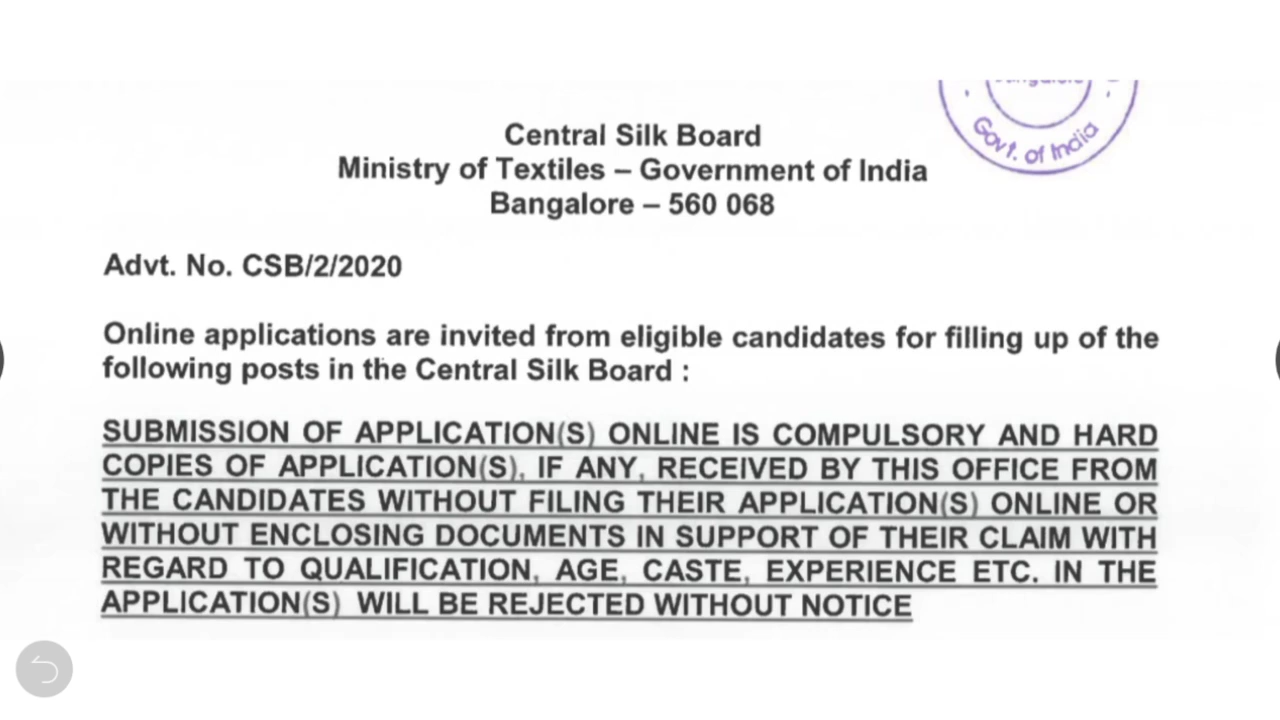 Govt. of India
Central Silk Board
Ministry of Textiles – Government of India
Bangalore – 560 068
Advt. No. CSB/2/2020
Online applications are invited from eligible candidates for filling up of the
following posts in the Central Silk Board :
SUBMISSION OF APPLICATION(S) ONLINE IS COMPULSORY AND HARD
COPIES OF APPLICATION(S), IF ANY, RECEIVED BY THIS OFFICE FROM
THE CANDIDATES WITHOUT FILING THEIR APPLICATION(S) ONLINE OR
WITHOUT ENCLOSING DOCUMENTS IN SUPPORT OF THEIR CLAIM WITH
REGARD TO QUALIFICATION, AGE, CASTE, EXPERIENCE ETC. IN THE
APPLICATION(S) WILL BE REJECTED WITHOUT NOTICE